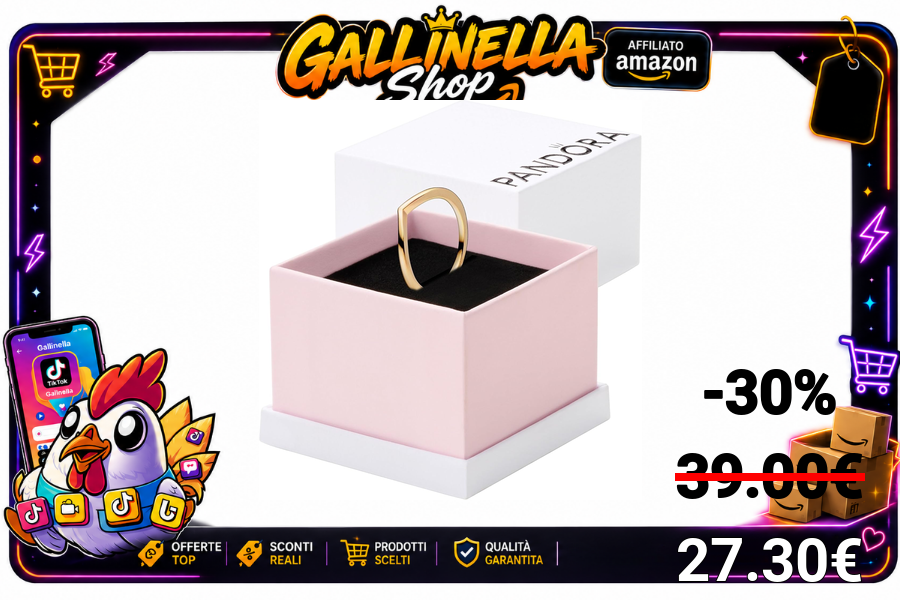 GALLINELLA
Shop
AFFILIATO
amazon
PANDORA
Gallinella
TikTok
Gallinella
-30%
39.00€
27.30€
OFFERTE
TOP
SCONTI
REALI
PRODOTTI
SCELTI
QUALITÀ
GARANTITA